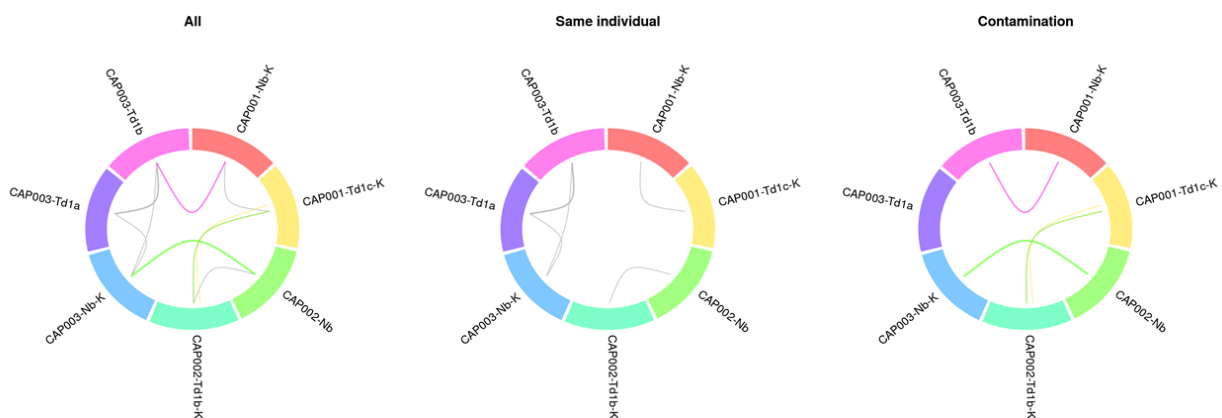 All
Same individual
Contamination
CAP003-Td1b
CAP001-Nb-K
CAP003-Td1a
CAP001-Td1c-K
CAP003-Nb-K
CAP002-Nb
CAP002-Td1b-K
CAP003-Td1b
CAP001-Nb-K
CAP003-Td1a
CAP001-Td1c-K
CAP003-Nb-K
CAP002-Nb
CAP002-Td1b-K
CAP003-Td1b
CAP001-Nb-K
CAP003-Td1a
CAP001-Td1c-K
CAP003-Nb-K
CAP002-Nb
CAP002-Td1b-K